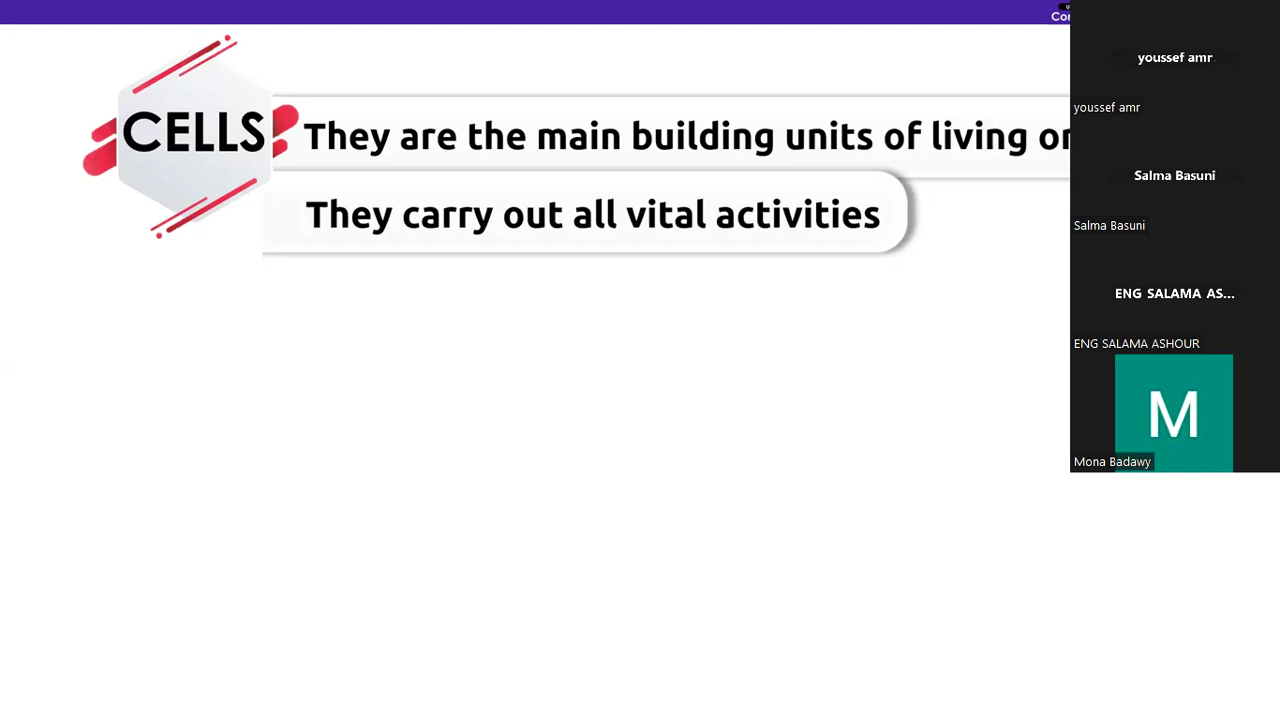 CELLS
They are the main building units of living
They carry out all vital activities
youssef amr
youssef amr
Salma Basuni
Salma Basuni
ENG SALAMA AS...
ENG SALAMA ASHOUR
M
Mona Badawy